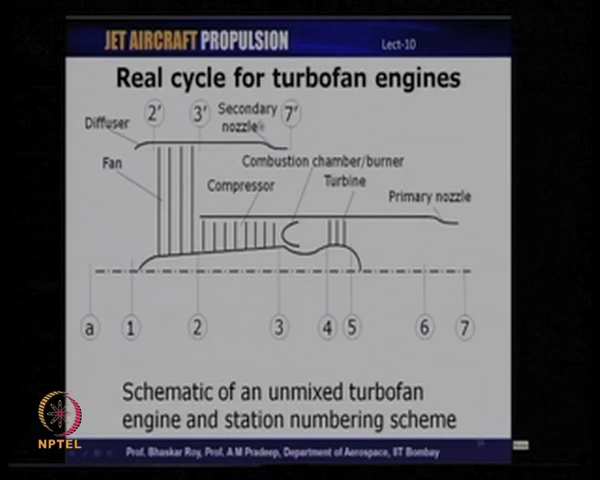 JET AIRCRAFT PROPULSION
Lect-10
Real cycle for turbofan engines
2' 3' Secondary nozzle 7'
Diffuser
Fan
Combustion chamber/burner
Compressor
Turbine
Primary nozzle
a 1 2 3 4 5 6 7
Schematic of an unmixed turbofan
engine and station numbering scheme
NPTEL
Prof. Bhaskar Roy, Prof. A M Pradeep, Department of Aerospace, IIT Bombay